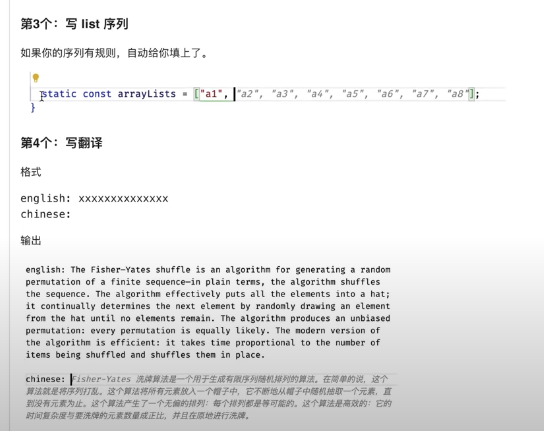 第3个：写 list 序列
如果你的序列有规则，自动给你填上了。
static const arrayLists = ["a1", "a2", "a3", "a4", "a5", "a6", "a7", "a8"];
}
第4个：写翻译
格式
english: xxxxxxxxxxxxxx
chinese:
输出
english: The Fisher-Yates shuffle is an algorithm for generating a random
permutation of a finite sequence—in plain terms, the algorithm shuffles
the sequence. The algorithm effectively puts all the elements into a hat;
it continually determines the next element by randomly drawing an element
from the hat until no elements remain. The algorithm produces an unbiased
permutation: every permutation is equally likely. The modern version of
the algorithm is efficient: it takes time proportional to the number of
items being shuffled and shuffles them in place.
chinese: Fisher-Yates 洗牌算法是一个用于生成有限序列随机排列的算法。在简单的说，这个
算法就是将序列打乱。这个算法将所有元素放入一个帽子中，它不断地从帽子中随机抽取一个元素，直
到没有元素为止。这个算法产生了一个无偏的排列：每个排列都是等可能的。这个算法是高效的：它的
时间复杂度与要洗牌的元素数量成正比，并且在原地进行洗牌。